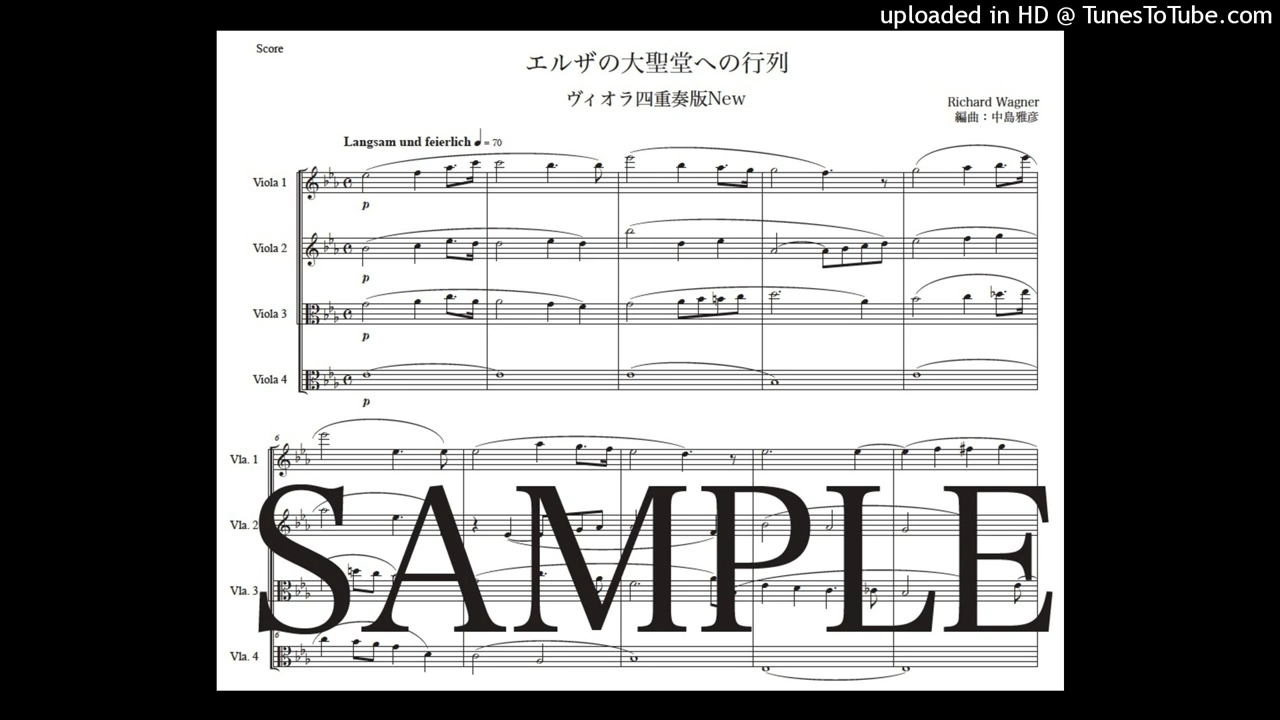 uploaded in HD @ TunesToTube.com
Score
エルザの大聖堂への行列
ヴィオラ四重奏版New
Richard Wagner
編曲：中島雅彦
Langsam und feierlich ♩= 70
Viola 1
p
Viola 2
p
Viola 3
p
Viola 4
p
6
Vla. 1
Vla. 2
Vla. 3
6
Vla. 4
SAMPLE